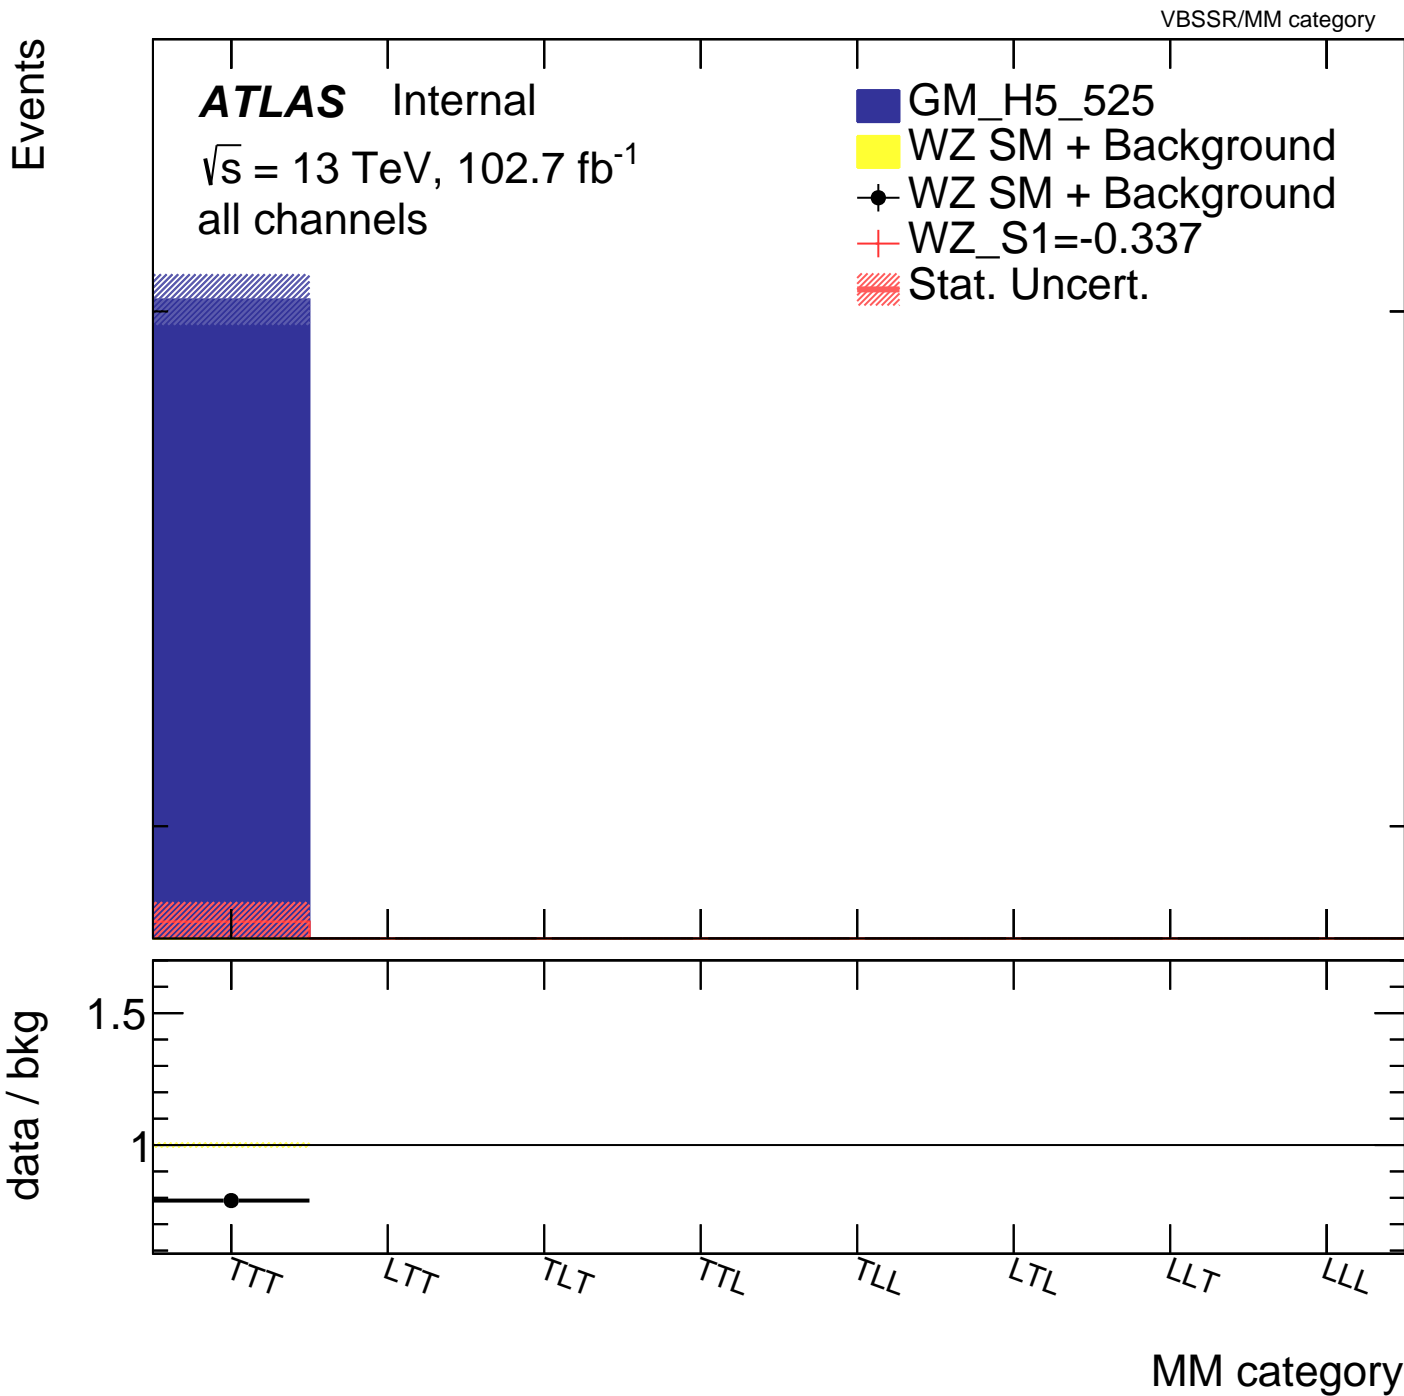 VBSSR/MM category
Events
ATLAS Internal
√s = 13 TeV, 102.7 fb-1
all channels
GM_H5_525
WZ SM + Background
WZ SM + Background
WZ_S1=-0.337
Stat. Uncert.
data / bkg
1.5
1
TTT LTT TLT TTL TLL LTL LLT LLL
MM category